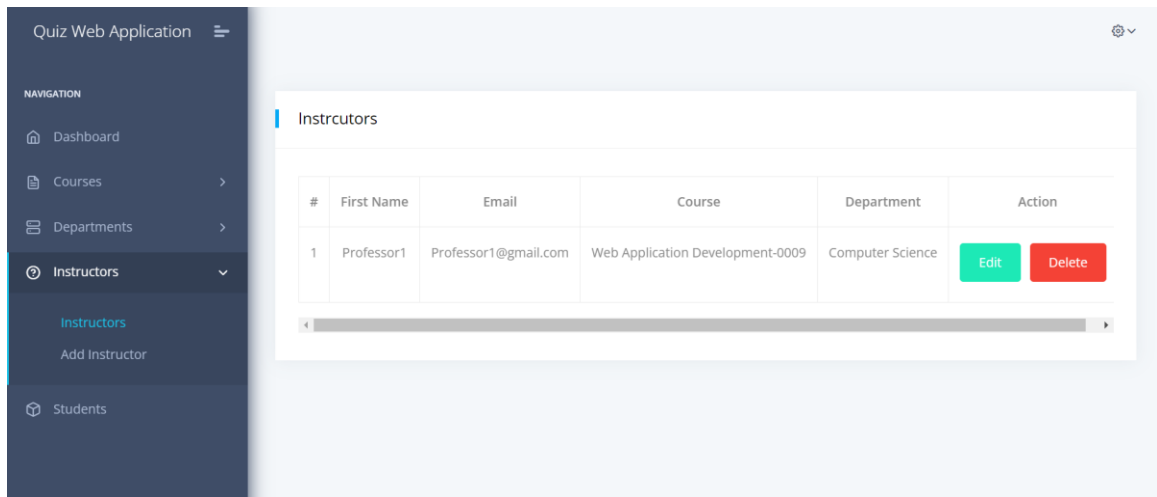 Quiz Web Application
NAVIGATION
Dashboard
Courses
Departments
Instructors
Instructors
Add Instructor
Students
Instrcutors
# First Name Email Course Department Action
1 Professor1 Professor1@gmail.com Web Application Development-0009 Computer Science Edit Delete